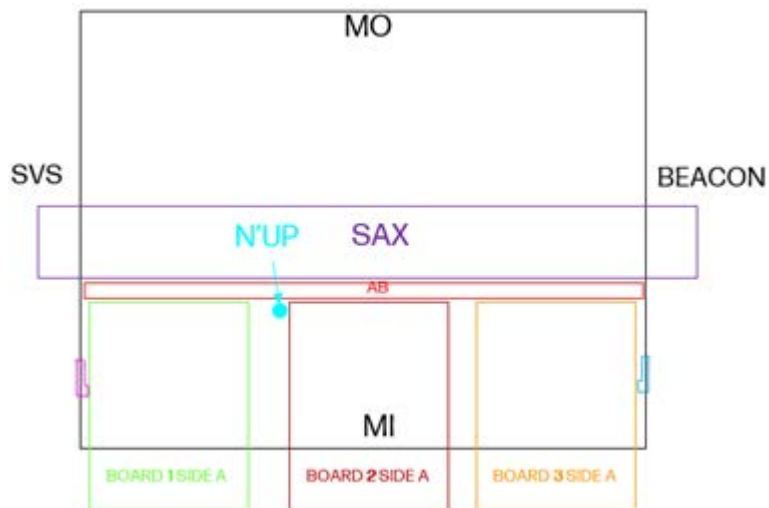 MO
SVS
BEACON
N'UP
SAX
AB
MI
BOARD 1 SIDE A
BOARD 2 SIDE A
BOARD 3 SIDE A